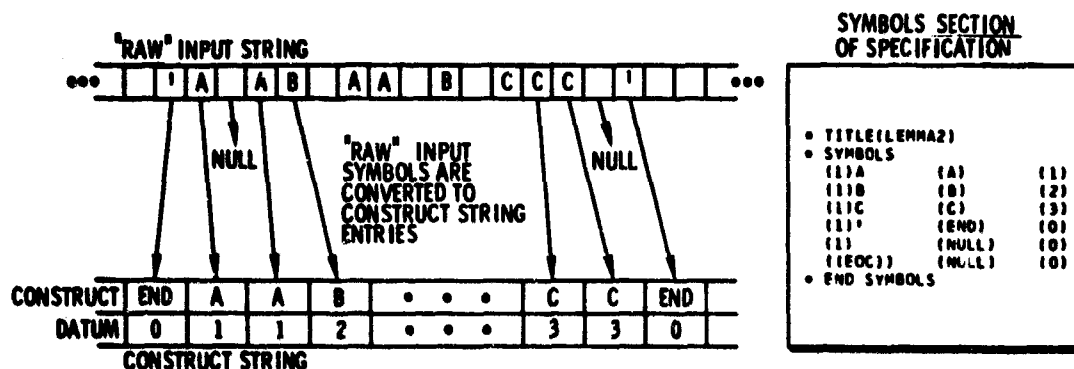 "RAW" INPUT STRING
••• ' A A B A A B C C C ' •••
NULL
NULL
"RAW" INPUT
SYMBOLS ARE
CONVERTED TO
CONSTRUCT STRING
ENTRIES
CONSTRUCT END A A B • • • C C END
DATUM 0 1 1 2 • • • 3 3 0
CONSTRUCT STRING
SYMBOLS SECTION
OF SPECIFICATION
• TITLE(LEMMA2)
• SYMBOLS
(1)A (A) (1)
(1)B (B) (2)
(1)C (C) (3)
(1)' (END) (0)
(1) (NULL) (0)
((EOC)) (NULL) (0)
• END SYMBOLS